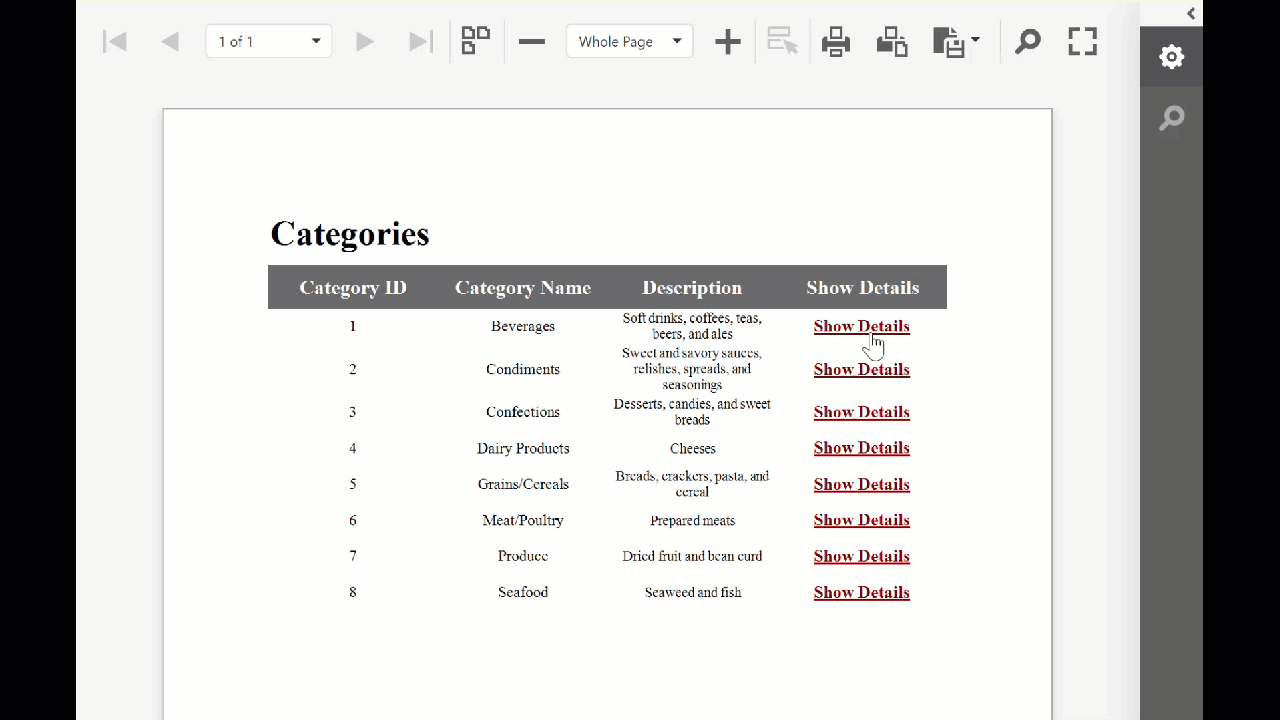 1 of 1
Whole Page
Categories
Category ID Category Name Description Show Details
1 Beverages Soft drinks, coffees, teas, beers, and ales Show Details
2 Condiments Sweet and savory sauces, relishes, spreads, and seasonings Show Details
3 Confections Desserts, candies, and sweet breads Show Details
4 Dairy Products Cheeses Show Details
5 Grains/Cereals Breads, crackers, pasta, and cereal Show Details
6 Meat/Poultry Prepared meats Show Details
7 Produce Dried fruit and bean curd Show Details
8 Seafood Seaweed and fish Show Details